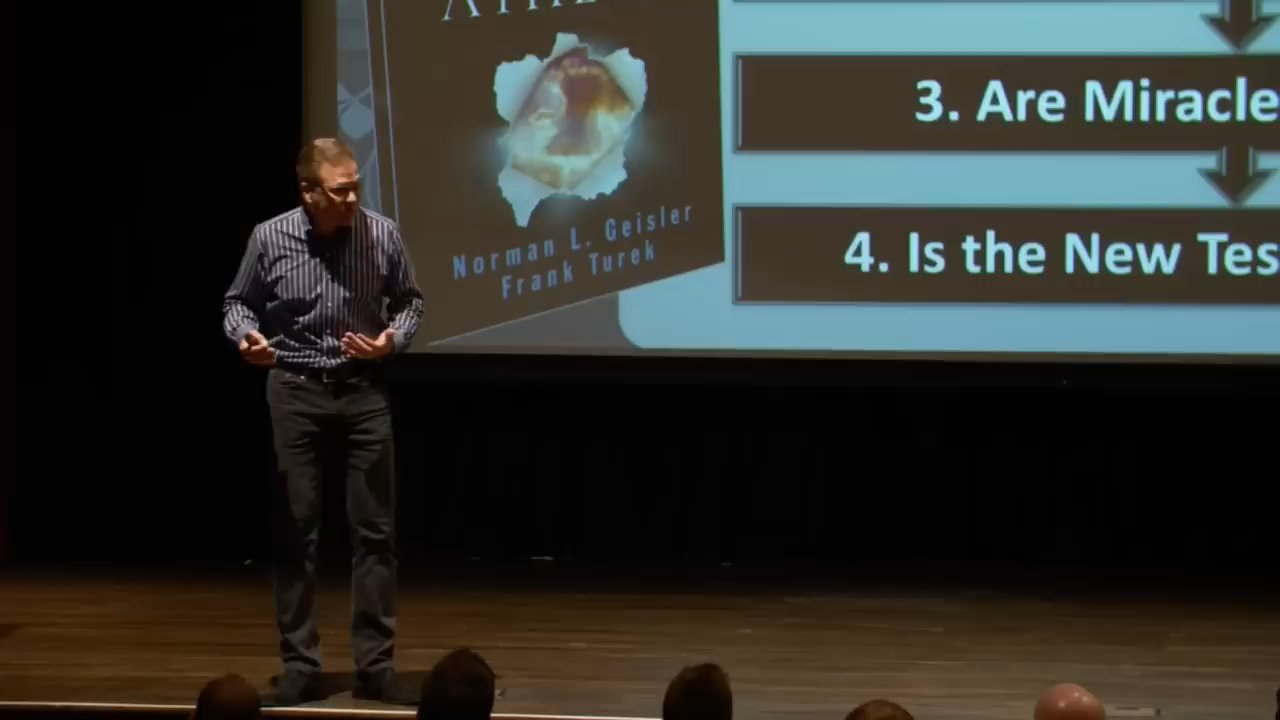 Norman L. Geisler
Frank Turek
3. Are Miracle
4. Is the New Tes